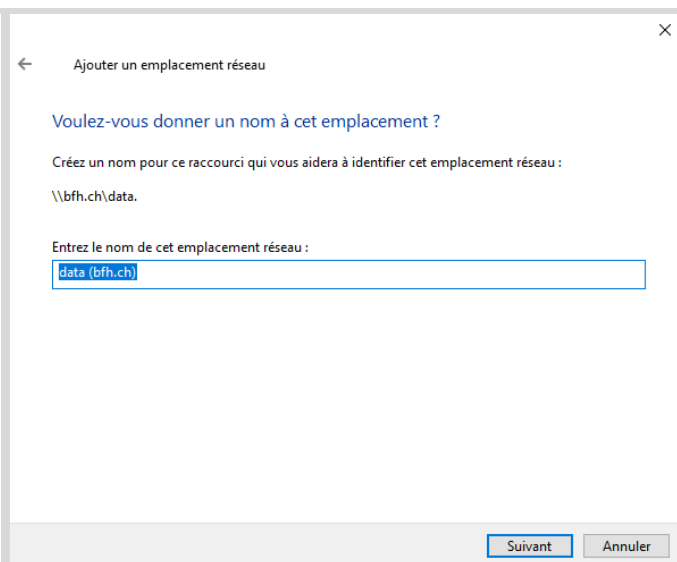 Ajouter un emplacement réseau
Voulez-vous donner un nom à cet emplacement ?
Créez un nom pour ce raccourci qui vous aidera à identifier cet emplacement réseau :
\\bfh.ch\data.
Entrez le nom de cet emplacement réseau :
data (bfh.ch)
Suivant Annuler